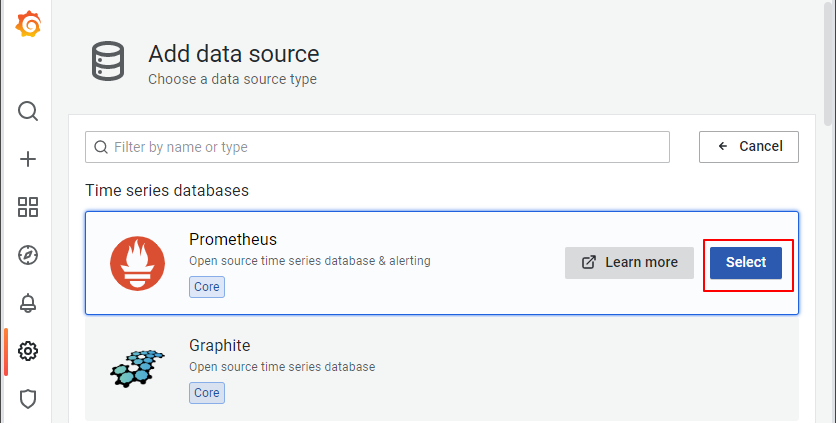 Add data source
Choose a data source type
Filter by name or type
Cancel
Time series databases
Prometheus
Open source time series database & alerting
Core
Learn more
Select
Graphite
Open source time series database
Core